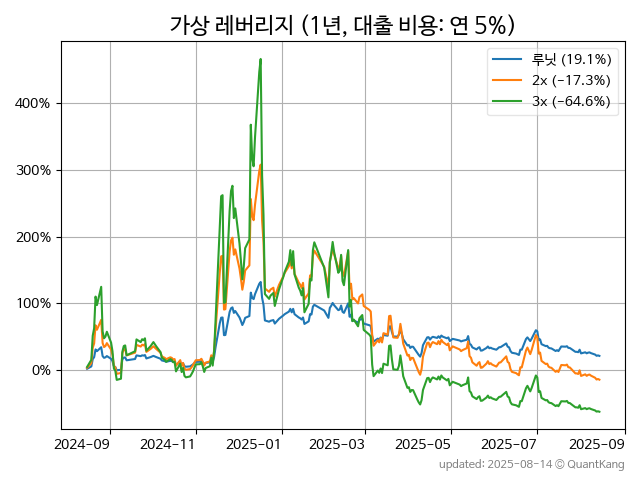 가상 레버리지 (1년, 대출 비용: 연 5%)
루닛 (19.1%)
2x (-17.3%)
3x (-64.6%)
400%
300%
200%
100%
0%
2024-09 2024-11 2025-01 2025-03 2025-05 2025-07 2025-09
updated: 2025-08-14 © QuantKang